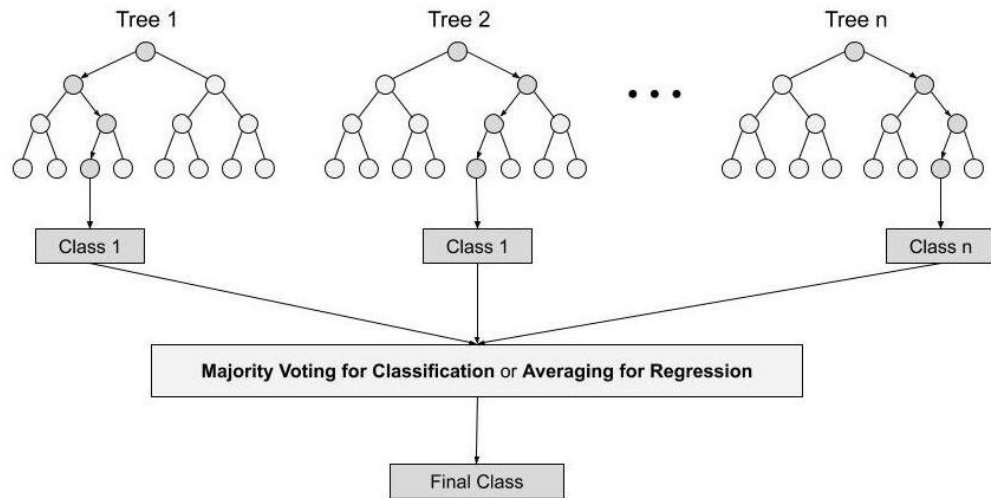 Tree 1
Tree 2
Tree n
Class 1
Class 1
Class n
Majority Voting for Classification or Averaging for Regression
Final Class